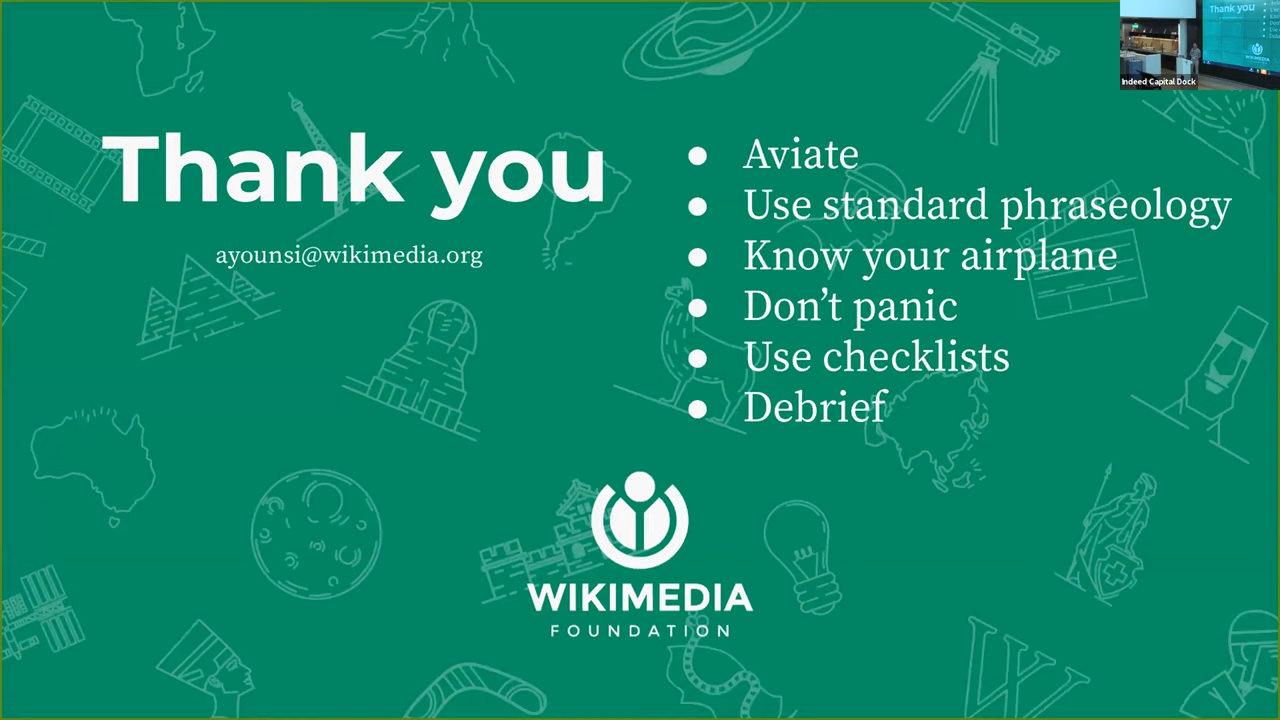 Thank you
ayounsi@wikimedia.org
● Aviate
● Use standard phraseology
● Know your airplane
● Don’t panic
● Use checklists
● Debrief
WIKIMEDIA
FOUNDATION
Thank you
Indeed Capital Dock